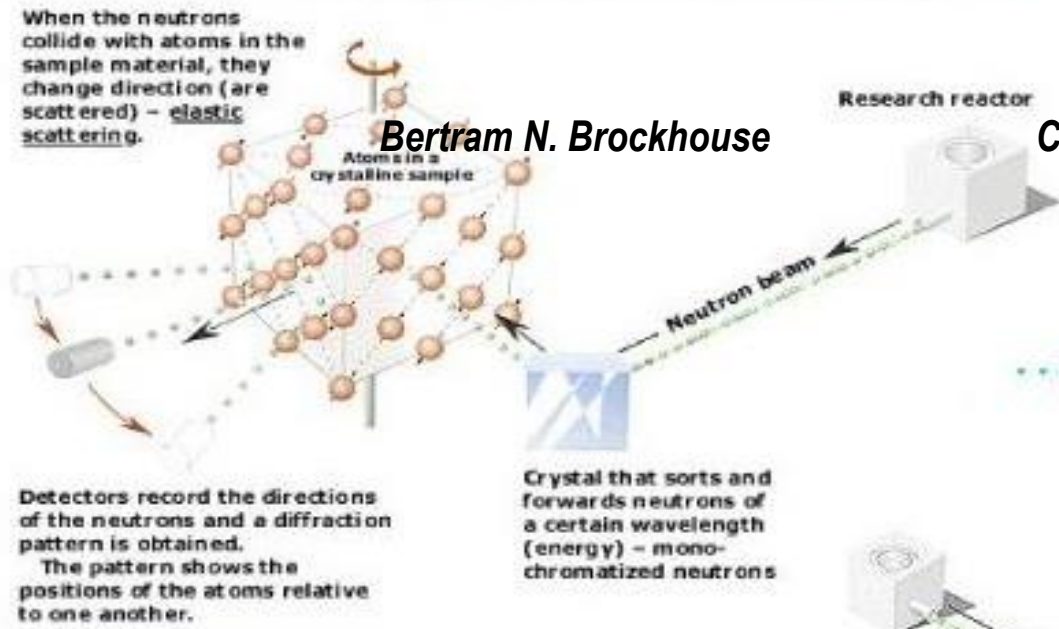 When the neutrons
collide with atoms in the
sample material, they
change direction (are
scattered) – elastic
scattering.
Research reactor
Bertram N. Brockhouse
C
Atoms in a
crystalline sample
Neutron beam
Crystal that sorts and
forwards neutrons of
a certain wavelength
(energy) – mono-
chromatized neutrons
Detectors record the directions
of the neutrons and a diffraction
pattern is obtained.
The pattern shows the
positions of the atoms relative
to one another.